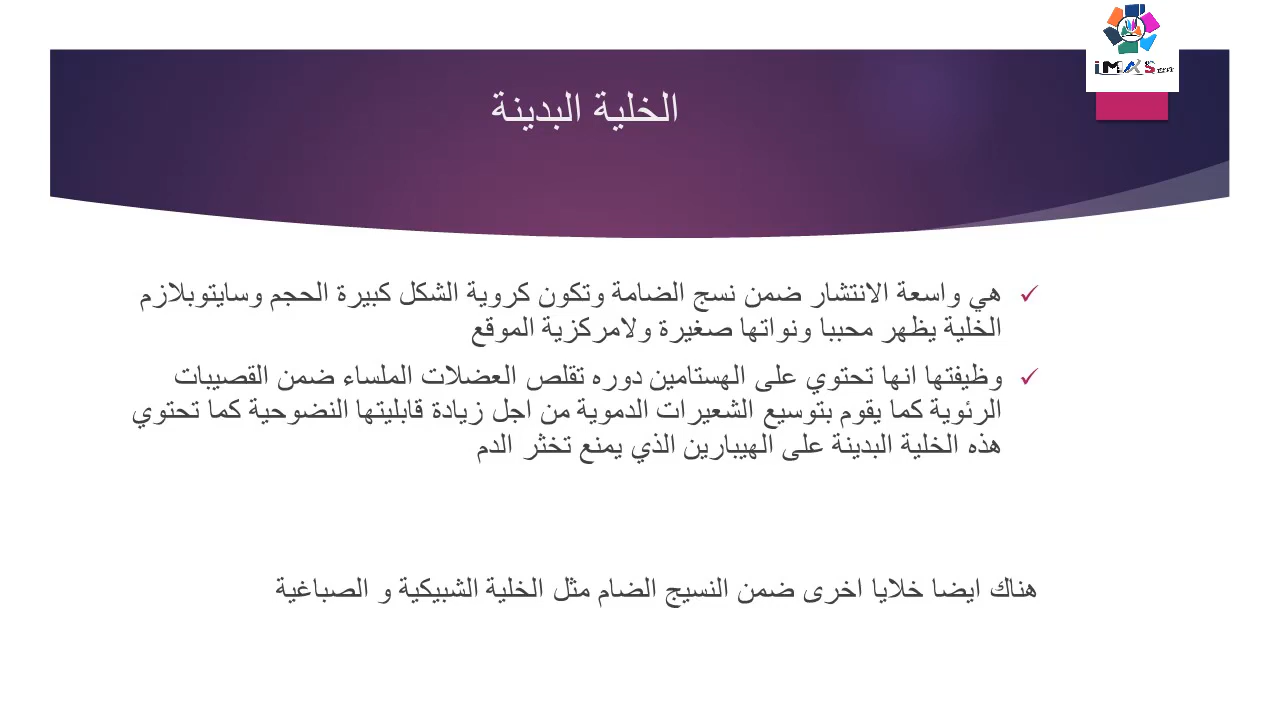 iMAS
الخلية البدينة
هي واسعة الانتشار ضمن نسج الضامة وتكون كروية الشكل كبيرة الحجم وسايتوبلازم
الخلية يظهر محببا ونواتها صغيرة ولامركزية الموقع
وظيفتها انها تحتوي على الهستامين دوره تقلص العضلات الملساء ضمن القصيبات
الرئوية كما يقوم بتوسيع الشعيرات الدموية من اجل زيادة قابليتها النضوحية كما تحتوي
هذه الخلية البدينة على الهيبارين الذي يمنع تخثر الدم
هناك ايضا خلايا اخرى ضمن النسيج الضام مثل الخلية الشبيكية و الصباغية